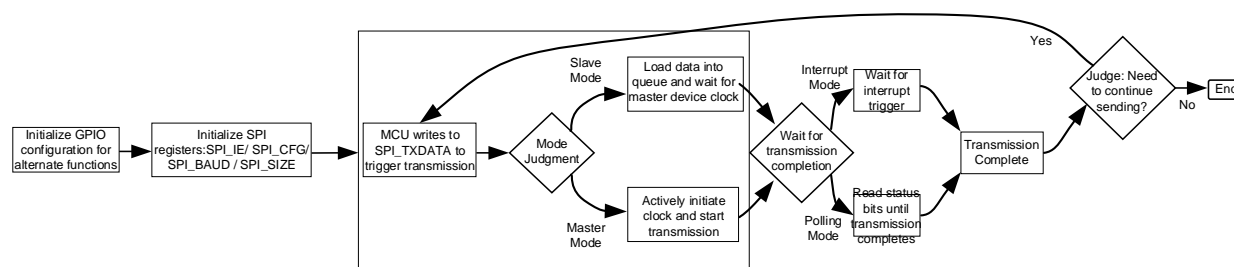 Initialize GPIO
configuration for
alternate functions
Initialize SPI
registers:SPI_IE/ SPI_CFG/
SPI_BAUD / SPI_SIZE
MCU writes to
SPI_TXDATA to
trigger transmission
Mode
Judgment
Slave
Mode
Load data into
queue and wait for
master device clock
Master
Mode
Actively initiate
clock and start
transmission
Wait for
transmission
completion
Interrupt
Mode
Wait for
interrupt
trigger
Polling
Mode
Read status
bits until
transmission
completes
Transmission
Complete
Judge: Need
to continue
sending?
Yes
No
End